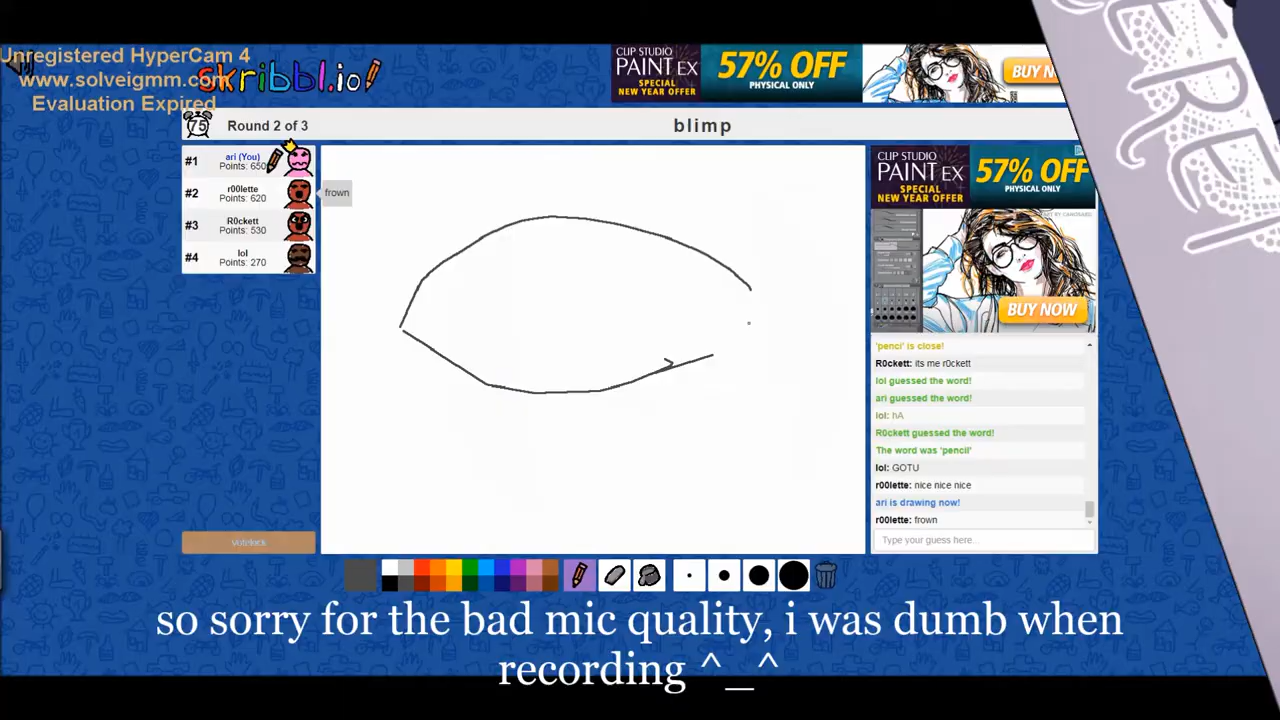 Unregistered HyperCam 4
www.solveigmm.com
Evaluation Expired
skribbl.io
CLIP STUDIO
PAINT EX
SPECIAL
NEW YEAR OFFER
57% OFF
PHYSICAL ONLY
BUY N
75
Round 2 of 3
blimp
#1
ari (You)
Points: 650
#2
r00lette
Points: 620
frown
#3
R0ckett
Points: 530
#4
lol
Points: 270
CLIP STUDIO
PAINT EX
SPECIAL
NEW YEAR OFFER
57% OFF
PHYSICAL ONLY
BUY NOW
'penci' is close!
R0ckett: its me r0ckett
lol guessed the word!
ari guessed the word!
lol: hA
R0ckett guessed the word!
The word was 'pencil'
lol: GOTU
r00lette: nice nice nice
ari is drawing now!
r00lette: frown
Type your guess here...
Votekick
so sorry for the bad mic quality, i was dumb when
recording ^_^